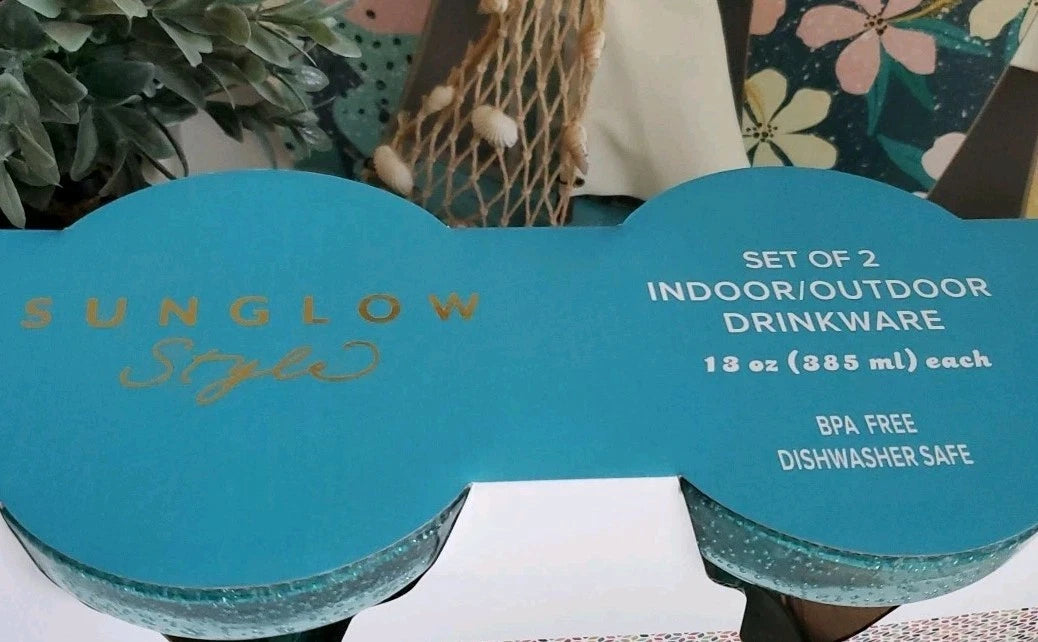 SUNGLOW
Style
SET OF 2
INDOOR/OUTDOOR
DRINKWARE
13 oz (385 ml) each
BPA FREE
DISHWASHER SAFE